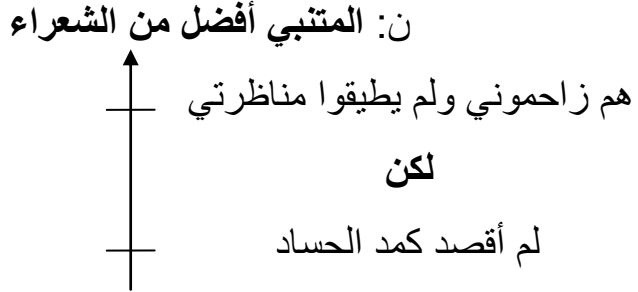 ن: المتنبي أفضل من الشعراء
هم زاحموني ولم يطيقوا مناظرتي
لكن
لم أقصد كمد الحساد